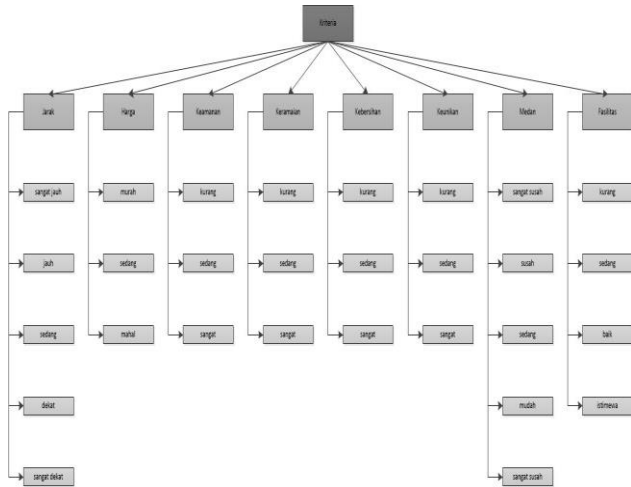 Kriteria
Jarak
Harga
Keamanan
Keramaian
Kebersihan
Keunikan
Medan
Fasilitas
sangat jauh
murah
kurang
kurang
kurang
kurang
sangat susah
kurang
jauh
sedang
sedang
sedang
sedang
sedang
susah
sedang
sedang
mahal
sangat
sangat
sangat
sangat
sedang
baik
dekat
mudah
istimewa
sangat dekat
sangat susah